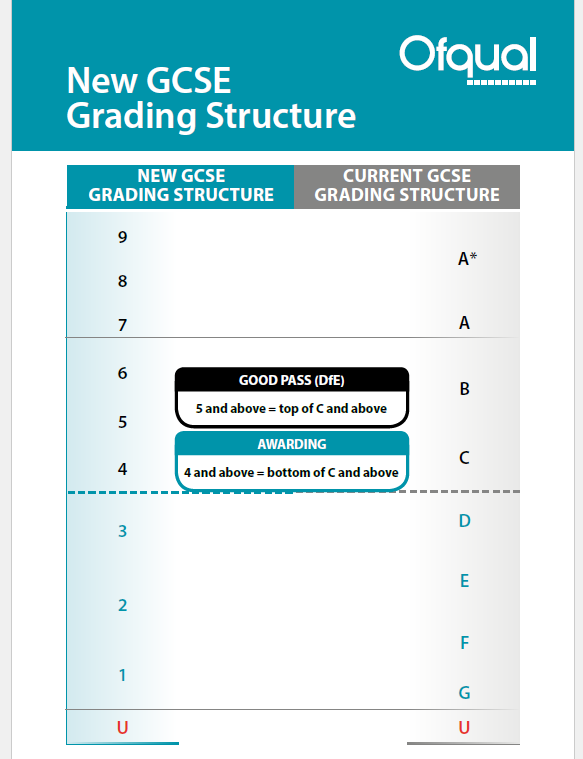 Ofqual
New GCSE
Grading Structure
NEW GCSE
GRADING STRUCTURE
CURRENT GCSE
GRADING STRUCTURE
9
A*
8
7
A
6
GOOD PASS (DfE)
B
5 and above = top of C and above
5
AWARDING
C
4
4 and above = bottom of C and above
D
3
E
2
F
1
G
U
U